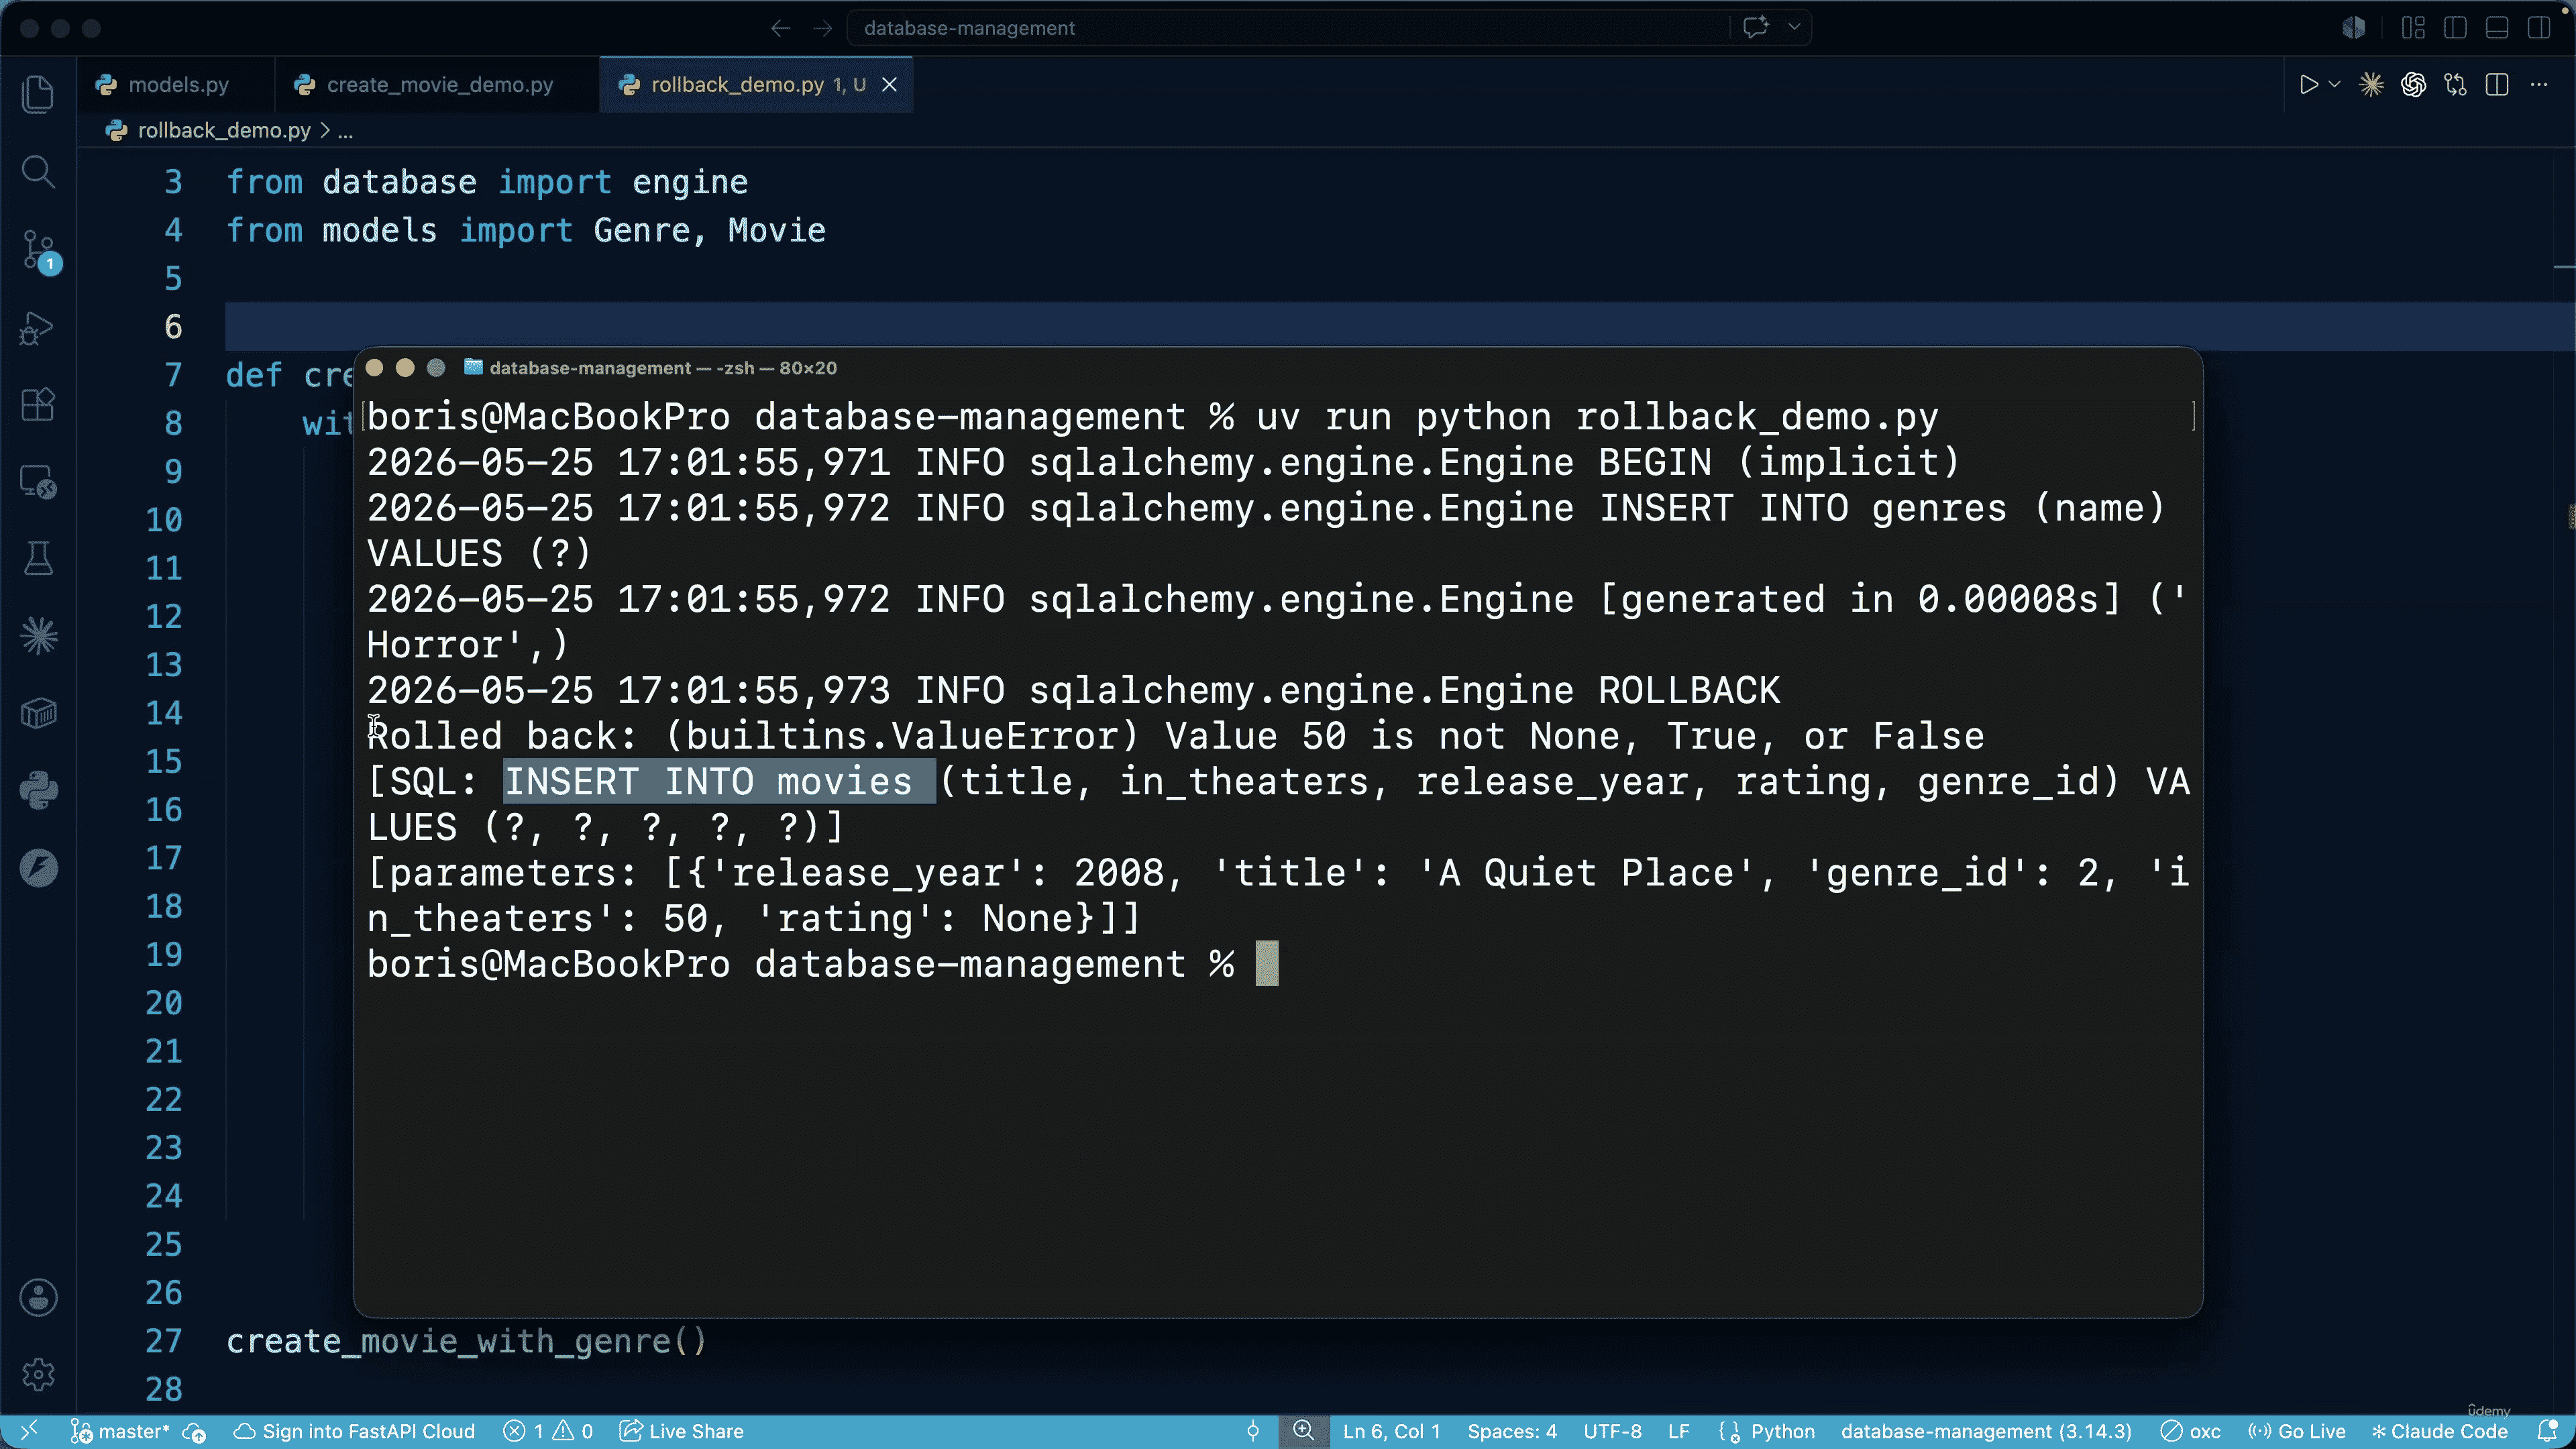 database-management
models.py
create_movie_demo.py
rollback_demo.py 1, U
rollback_demo.py > ...
3 from database import engine
4 from models import Genre, Movie
5
6
7 def cre
8 wit
9
10
11
12
13
14
15
16
17
18
19
20
21
22
23
24
25
26
27 create_movie_with_genre()
28
1
database-management — -zsh — 80×20
boris@MacBookPro database-management % uv run python rollback_demo.py
2026-05-25 17:01:55,971 INFO sqlalchemy.engine.Engine BEGIN (implicit)
2026-05-25 17:01:55,972 INFO sqlalchemy.engine.Engine INSERT INTO genres (name)
VALUES (?)
2026-05-25 17:01:55,972 INFO sqlalchemy.engine.Engine [generated in 0.00008s] ('
Horror',)
2026-05-25 17:01:55,973 INFO sqlalchemy.engine.Engine ROLLBACK
Rolled back: (builtins.ValueError) Value 50 is not None, True, or False
[SQL: INSERT INTO movies (title, in_theaters, release_year, rating, genre_id) VA
LUES (?, ?, ?, ?, ?)]
[parameters: [{'release_year': 2008, 'title': 'A Quiet Place', 'genre_id': 2, 'i
n_theaters': 50, 'rating': None}]]
boris@MacBookPro database-management %
udemy
master* Sign into FastAPI Cloud 1 0 Live Share Ln 6, Col 1 Spaces: 4 UTF-8 LF Python database-management (3.14.3) oxc Go Live Claude Code